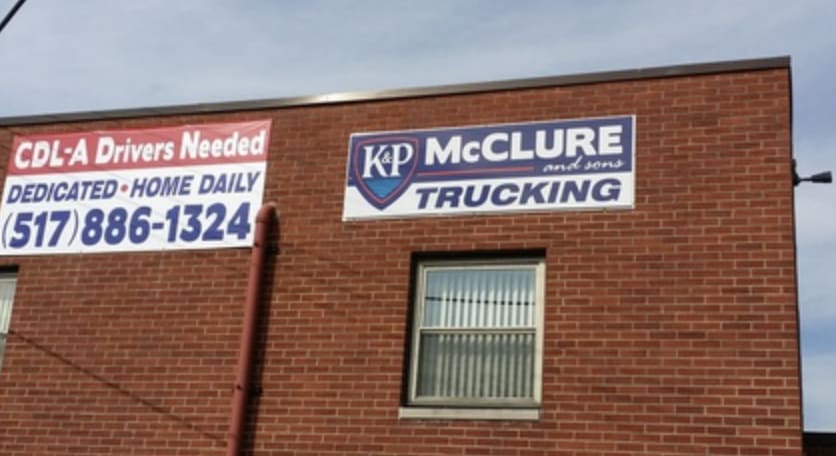 CDL-A Drivers Needed
DEDICATED • HOME DAILY
(517)886-1324
K&P
McCLURE
and sons
TRUCKING